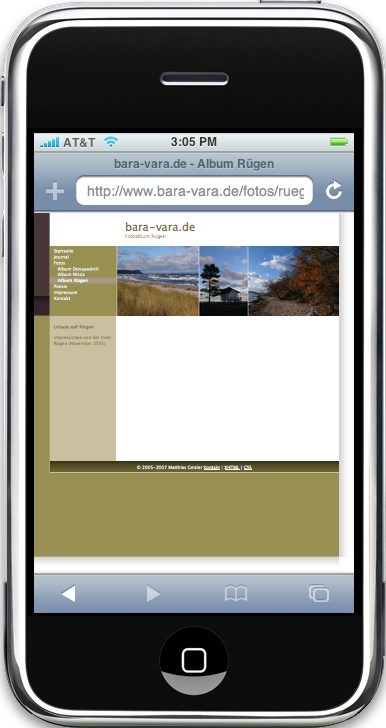 AT&T 3:05 PM
bara-vara.de - Album Rügen
http://www.bara-vara.de/fotos/rueg
bara-vara.de
Fotoalbum Rügen
Startseite
Journal
Fotos
Album Donauwörth
Album Nizza
Album Rügen
Poesie
Impressum
Kontakt
Urlaub auf Rügen
Impressionen von der Insel
Rügen (November 2005)
© 2005-2007 Matthias Geisler Kontakt | XHTML | CSS